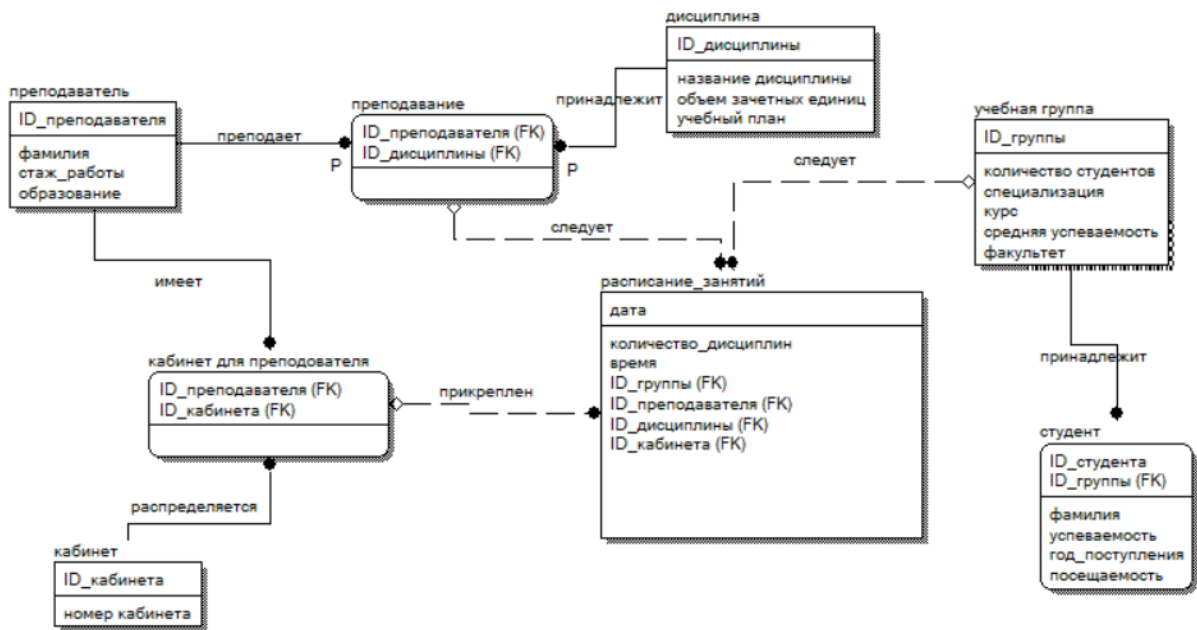 дисциплина
ID_дисциплины
название дисциплины
объем зачетных единиц
учебный план
преподаватель
ID_преподавателя
фамилия
стаж_работы
образование
преподает
P
преподавание
ID_преподавателя (FK)
ID_дисциплины (FK)
принадлежит
P
учебная группа
ID_группы
количество студентов
специализация
курс
средняя успеваемость
факультет
следует
следует
имеет
расписание_занятий
дата
количество_дисциплин
время
ID_группы (FK)
ID_преподавателя (FK)
ID_дисциплины (FK)
ID_кабинета (FK)
кабинет для преподователя
ID_преподавателя (FK)
ID_кабинета (FK)
прикреплен
принадлежит
студент
ID_студента
ID_группы (FK)
фамилия
успеваемость
год_поступления
посещаемость
распределяется
кабинет
ID_кабинета
номер кабинета